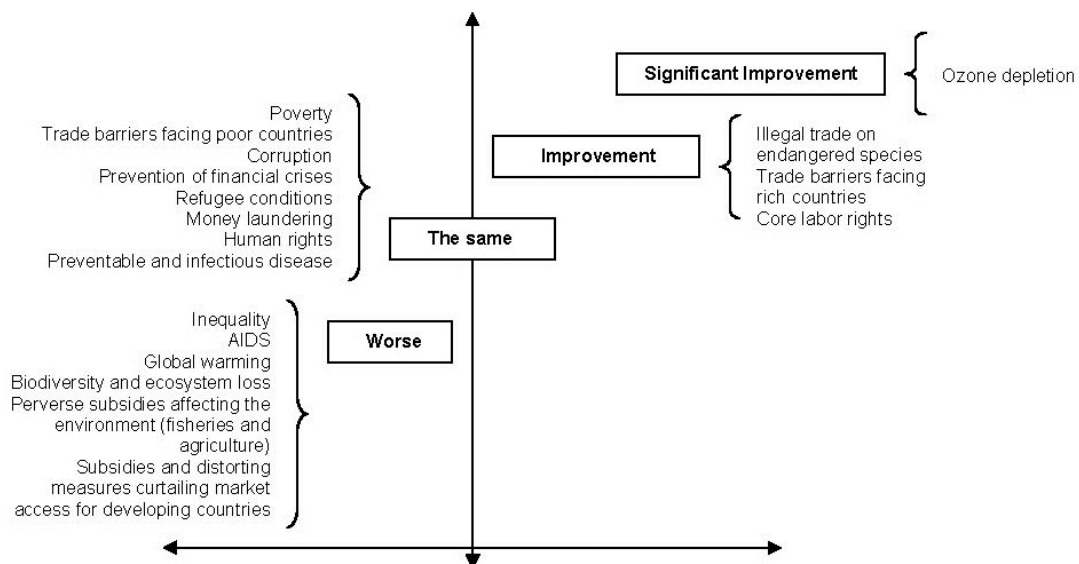 Significant Improvement
Ozone depletion
Improvement
Illegal trade on
endangered species
Trade barriers facing
rich countries
Core labor rights
Poverty
Trade barriers facing poor countries
Corruption
Prevention of financial crises
Refugee conditions
Money laundering
Human rights
Preventable and infectious disease
The same
Inequality
AIDS
Global warming
Biodiversity and ecosystem loss
Perverse subsidies affecting the
environment (fisheries and
agriculture)
Subsidies and distorting
measures curtailing market
access for developing countries
Worse